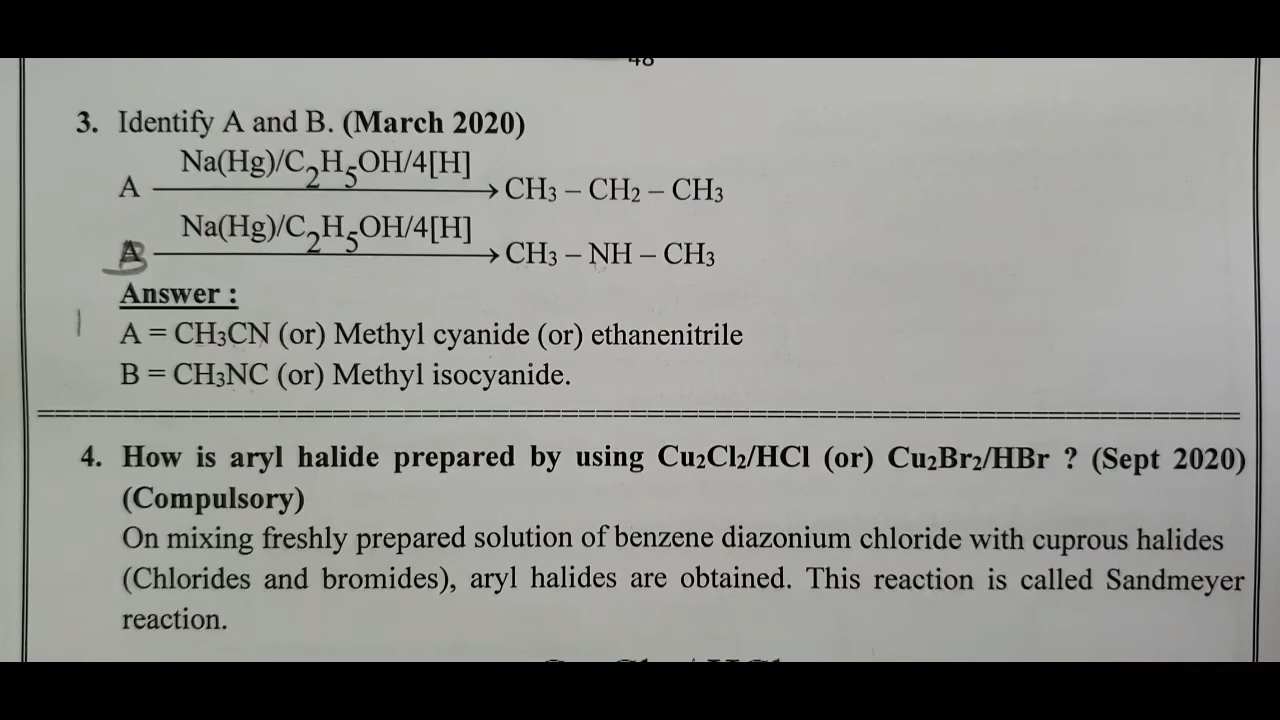 48
3. Identify A and B. (March 2020)
Na(Hg)/C₂H₅OH/4[H]
A ⟶ CH₃ – CH₂ – CH₃
Na(Hg)/C₂H₅OH/4[H]
B ⟶ CH₃ – NH – CH₃
Answer :
A = CH₃CN (or) Methyl cyanide (or) ethanenitrile
B = CH₃NC (or) Methyl isocyanide.
4. How is aryl halide prepared by using Cu₂Cl₂/HCl (or) Cu₂Br₂/HBr ? (Sept 2020)
(Compulsory)
On mixing freshly prepared solution of benzene diazonium chloride with cuprous halides
(Chlorides and bromides), aryl halides are obtained. This reaction is called Sandmeyer
reaction.